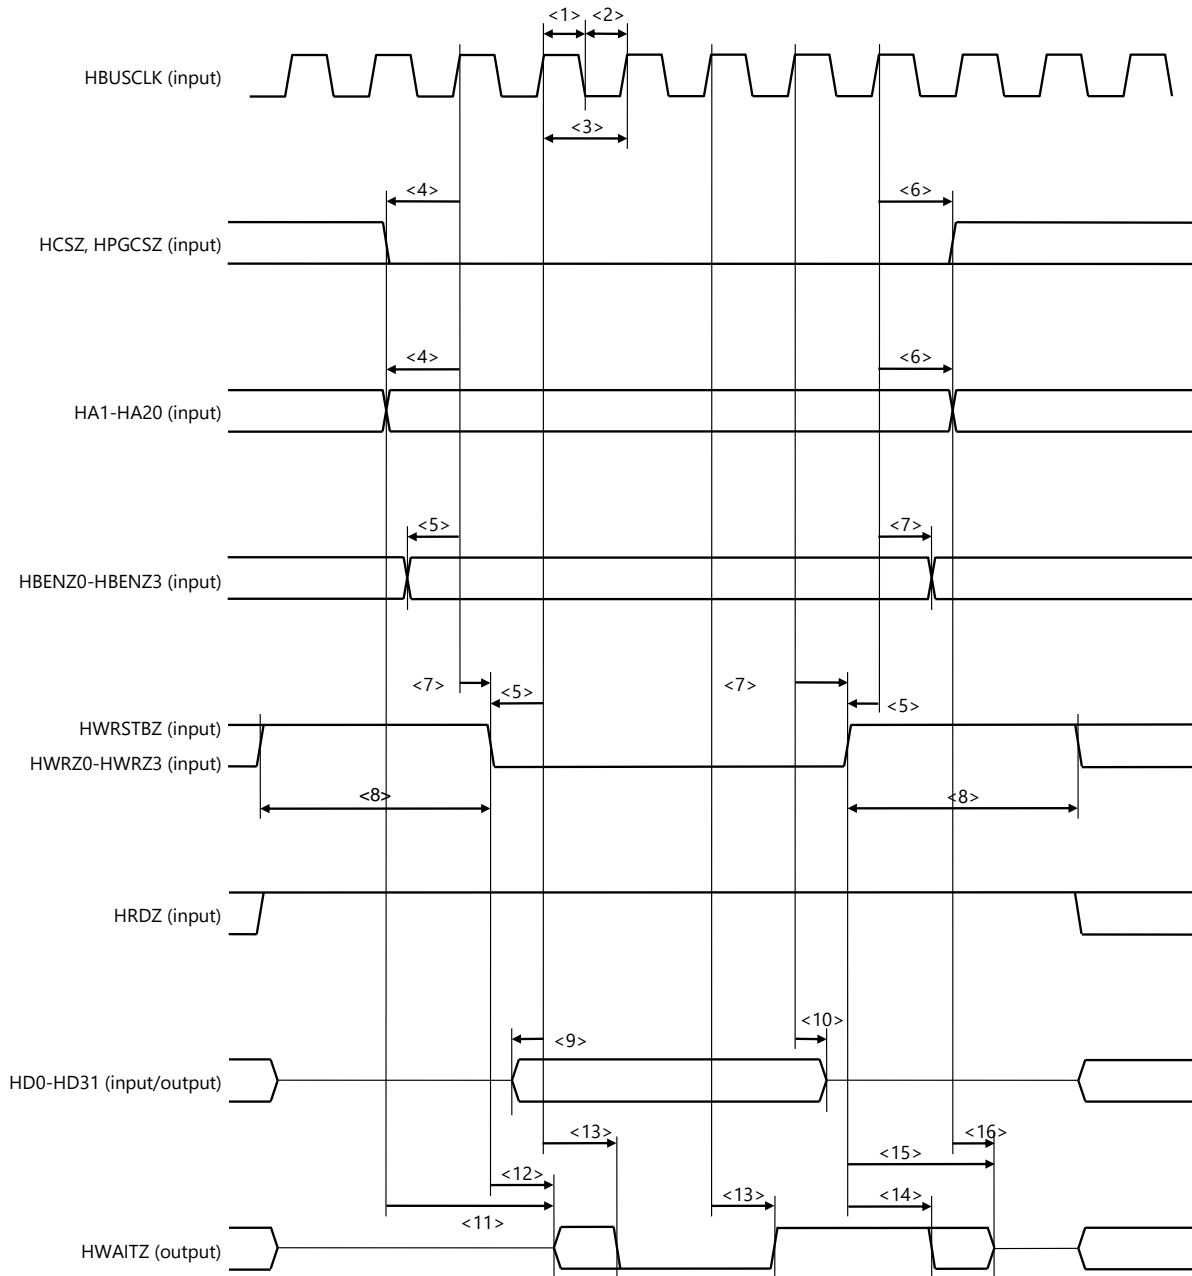 <1> <2>
HBUSCLK (input)
<3>
<4> <6>
HCSZ, HPGCSZ (input)
<4> <6>
HA1-HA20 (input)
<5> <7>
HBENZ0-HBENZ3 (input)
<7> <5> <7> <5>
HWRSTBZ (input)
HWRZ0-HWRZ3 (input)
<8> <8>
HRDZ (input)
<9> <10>
HD0-HD31 (input/output)
<13> <16>
<12> <15>
<11> <13> <14>
HWAITZ (output)